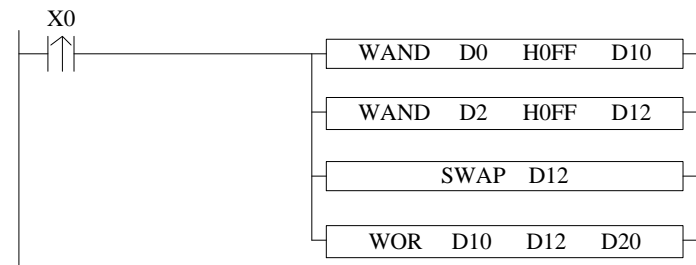 X0
WAND D0 H0FF D10
WAND D2 H0FF D12
SWAP D12
WOR D10 D12 D20